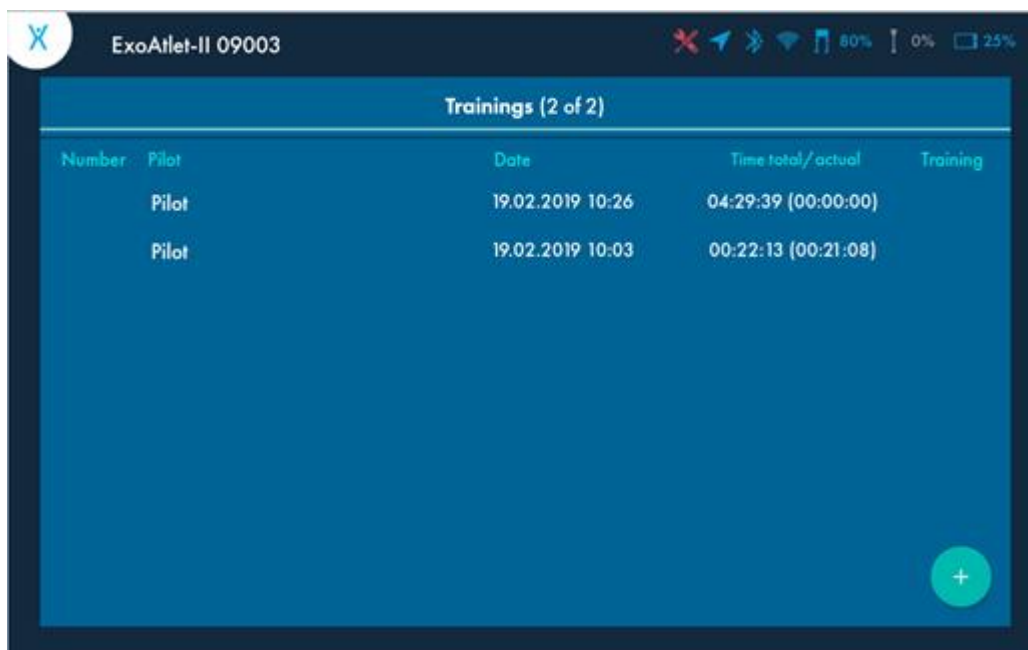 ExoAtlet-II 09003 80% 0% 25%
Trainings (2 of 2)
Number Pilot Date Time total/actual Training
Pilot 19.02.2019 10:26 04:29:39 (00:00:00)
Pilot 19.02.2019 10:03 00:22:13 (00:21:08)
+